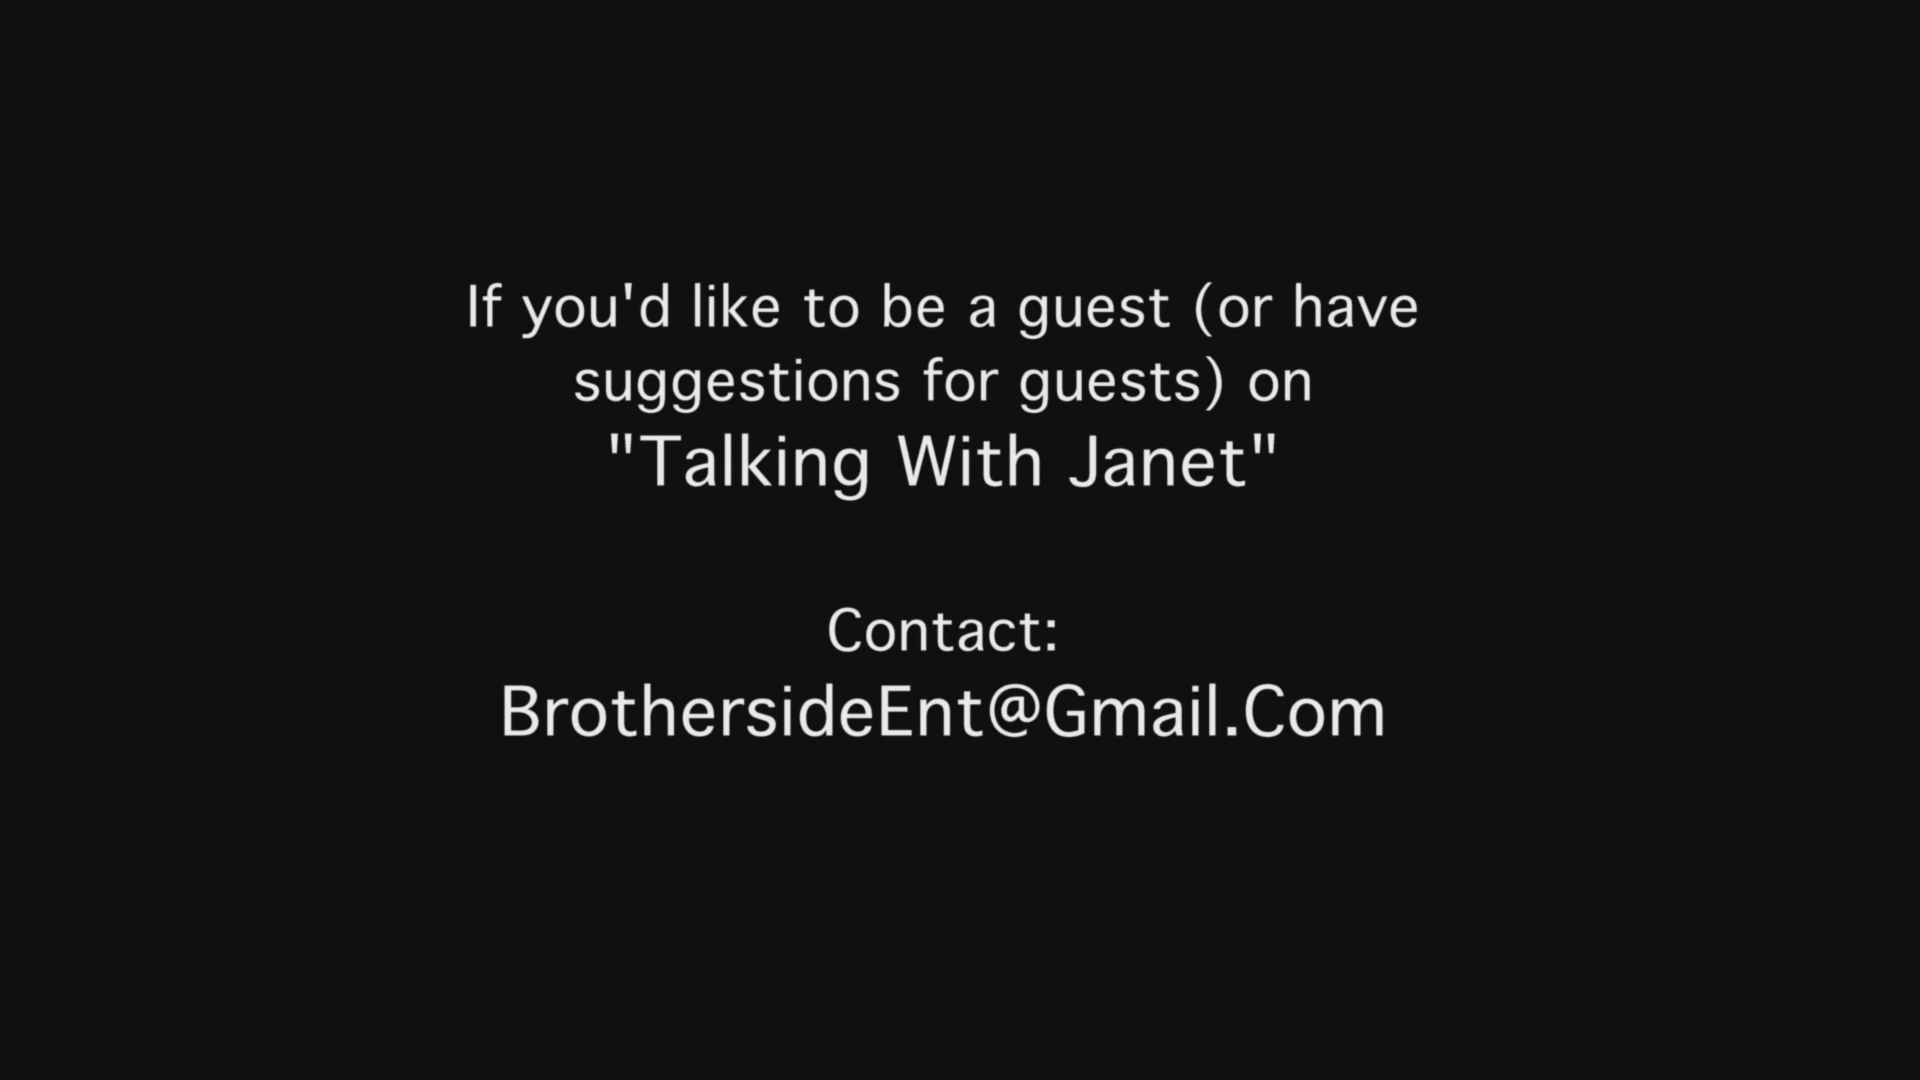 If you'd like to be a guest (or have
suggestions for guests) on
"Talking With Janet"
Contact:
BrothersideEnt@Gmail.Com